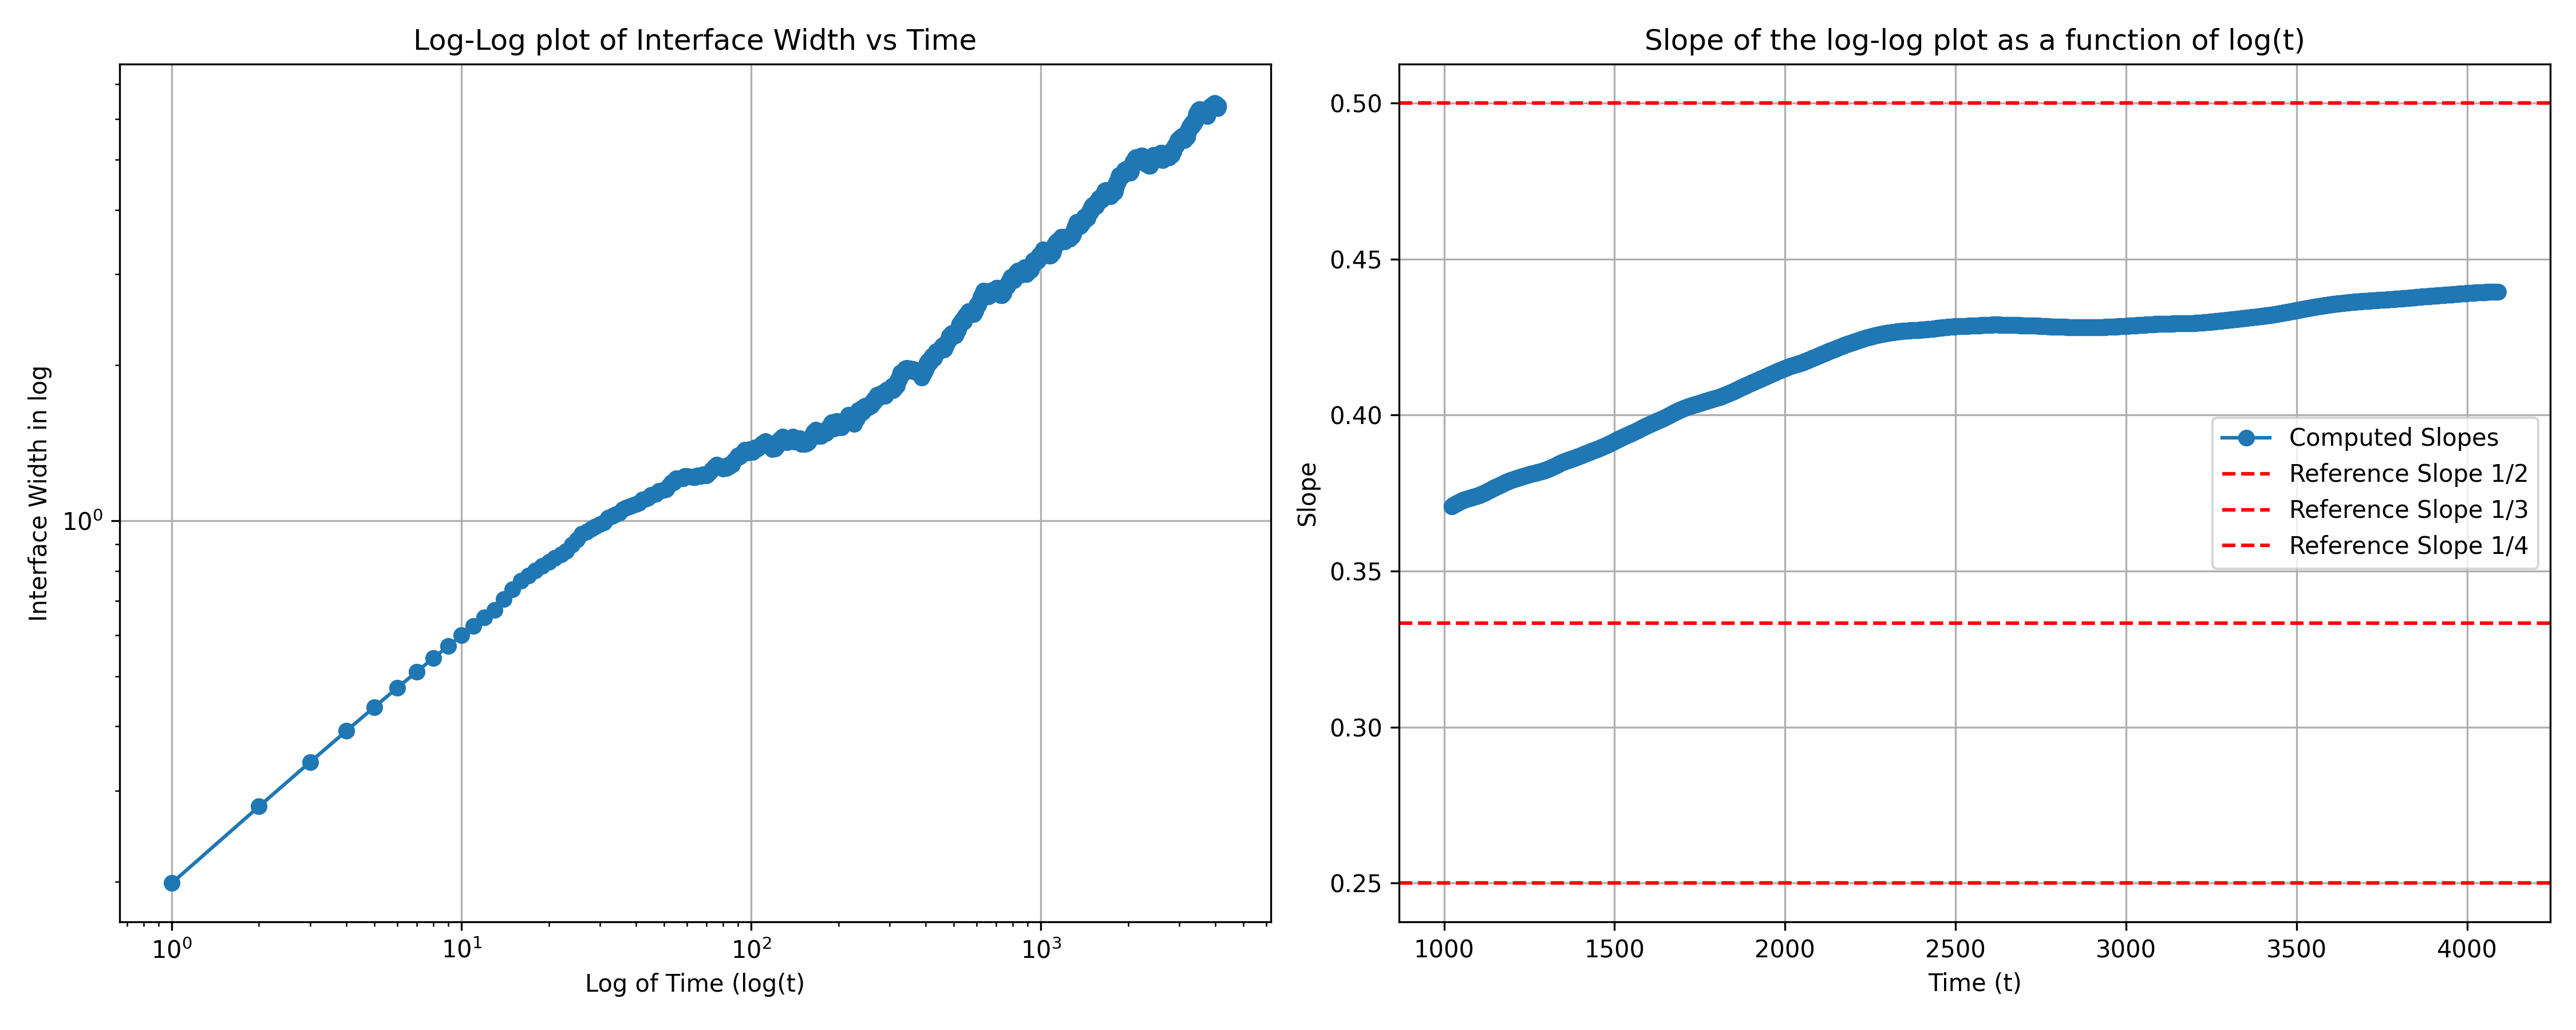 Log-Log plot of Interface Width vs Time
Interface Width in log
10⁰
10⁰
10¹
10²
10³
Log of Time (log(t)
Slope of the log-log plot as a function of log(t)
Slope
0.50
0.45
0.40
0.35
0.30
0.25
Computed Slopes
Reference Slope 1/2
Reference Slope 1/3
Reference Slope 1/4
1000
1500
2000
2500
3000
3500
4000
Time (t)